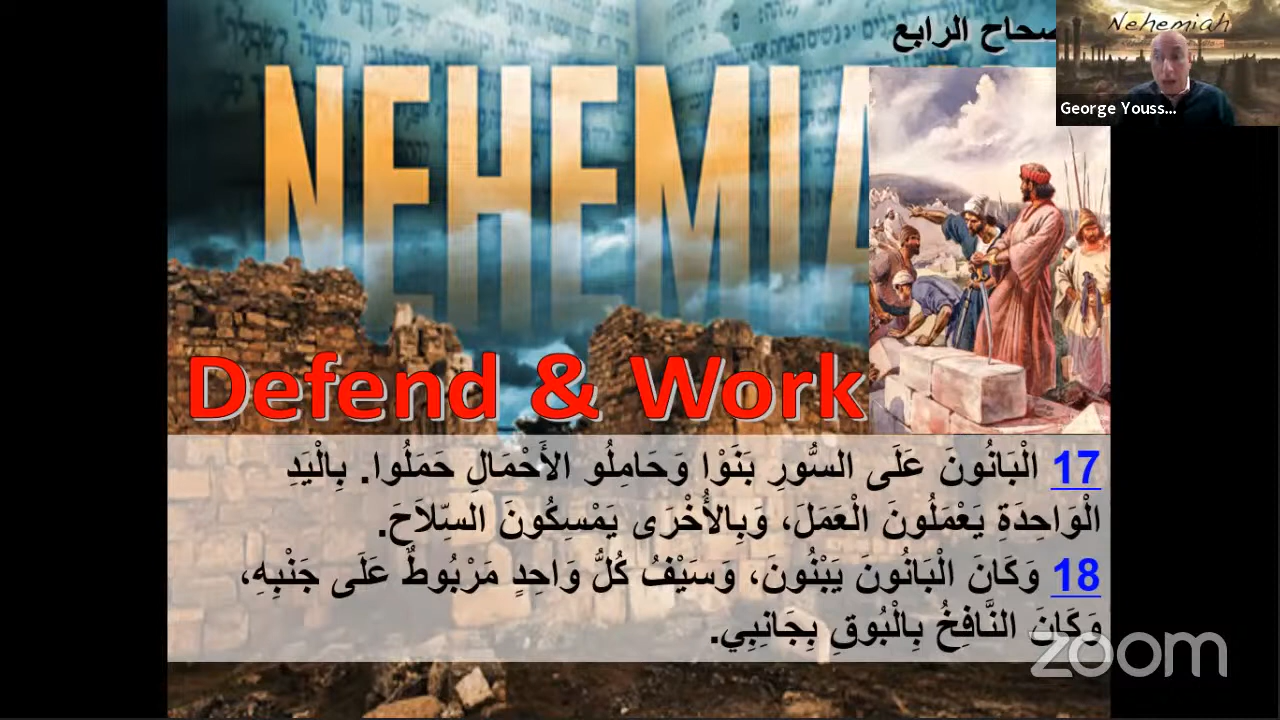 صحاح الرابع
Nehemiah
George Youss...
NEHEMIA
Defend & Work
17 الْبَانُونَ عَلَى السُّورِ بَنَوْا وَحَامِلُو الأَحْمَالِ حَمَلُوا. بِالْيَدِ
الْوَاحِدَةِ يَعْمَلُونَ الْعَمَلَ، وَبِالأُخْرَى يَمْسِكُونَ السِّلاَحَ.
18 وَكَانَ الْبَانُونَ يَبْنُونَ، وَسَيْفُ كُلُّ وَاحِدٍ مَرْبُوطٌ عَلَى جَنْبِهِ،
وَكَانَ النَّافِخُ بِالْبُوقِ بِجَانِبِي.
zoom